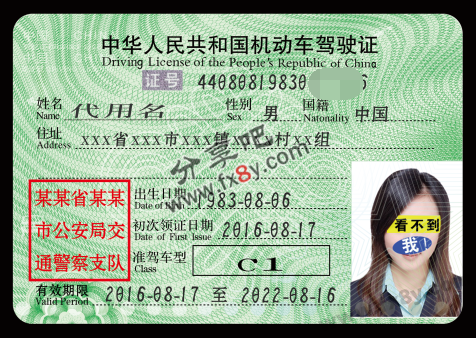 中华人民共和国机动车驾驶证
Driving License of the People's Republic of China
证号 44080819830 6
姓名 代用名 性别 男 国籍 中国
Name Sex Natonality
住址 xxx省xxx市xxx镇 村xx组
Address
某某省某某
市公安局交
通警察支队
出生日期 1983-08-06
Date of Birth
初次领证日期 2016-08-17
Date of First Issue
准驾车型 C1
Class
有效期限 2016-08-17 至 2022-08-16
Valid Period
看不到
我!
分享吧
www.fx8y.com